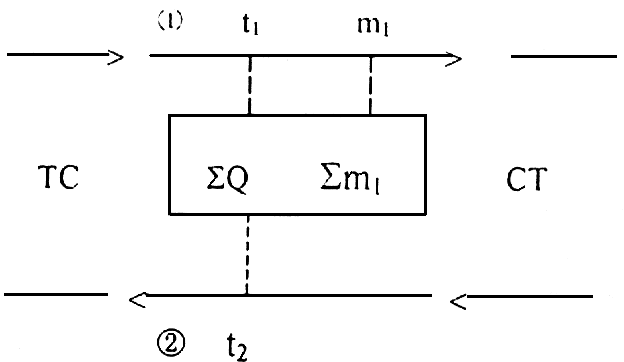 (1) t₁ m₁
TC ΣQ Σm₁ CT
② t₂